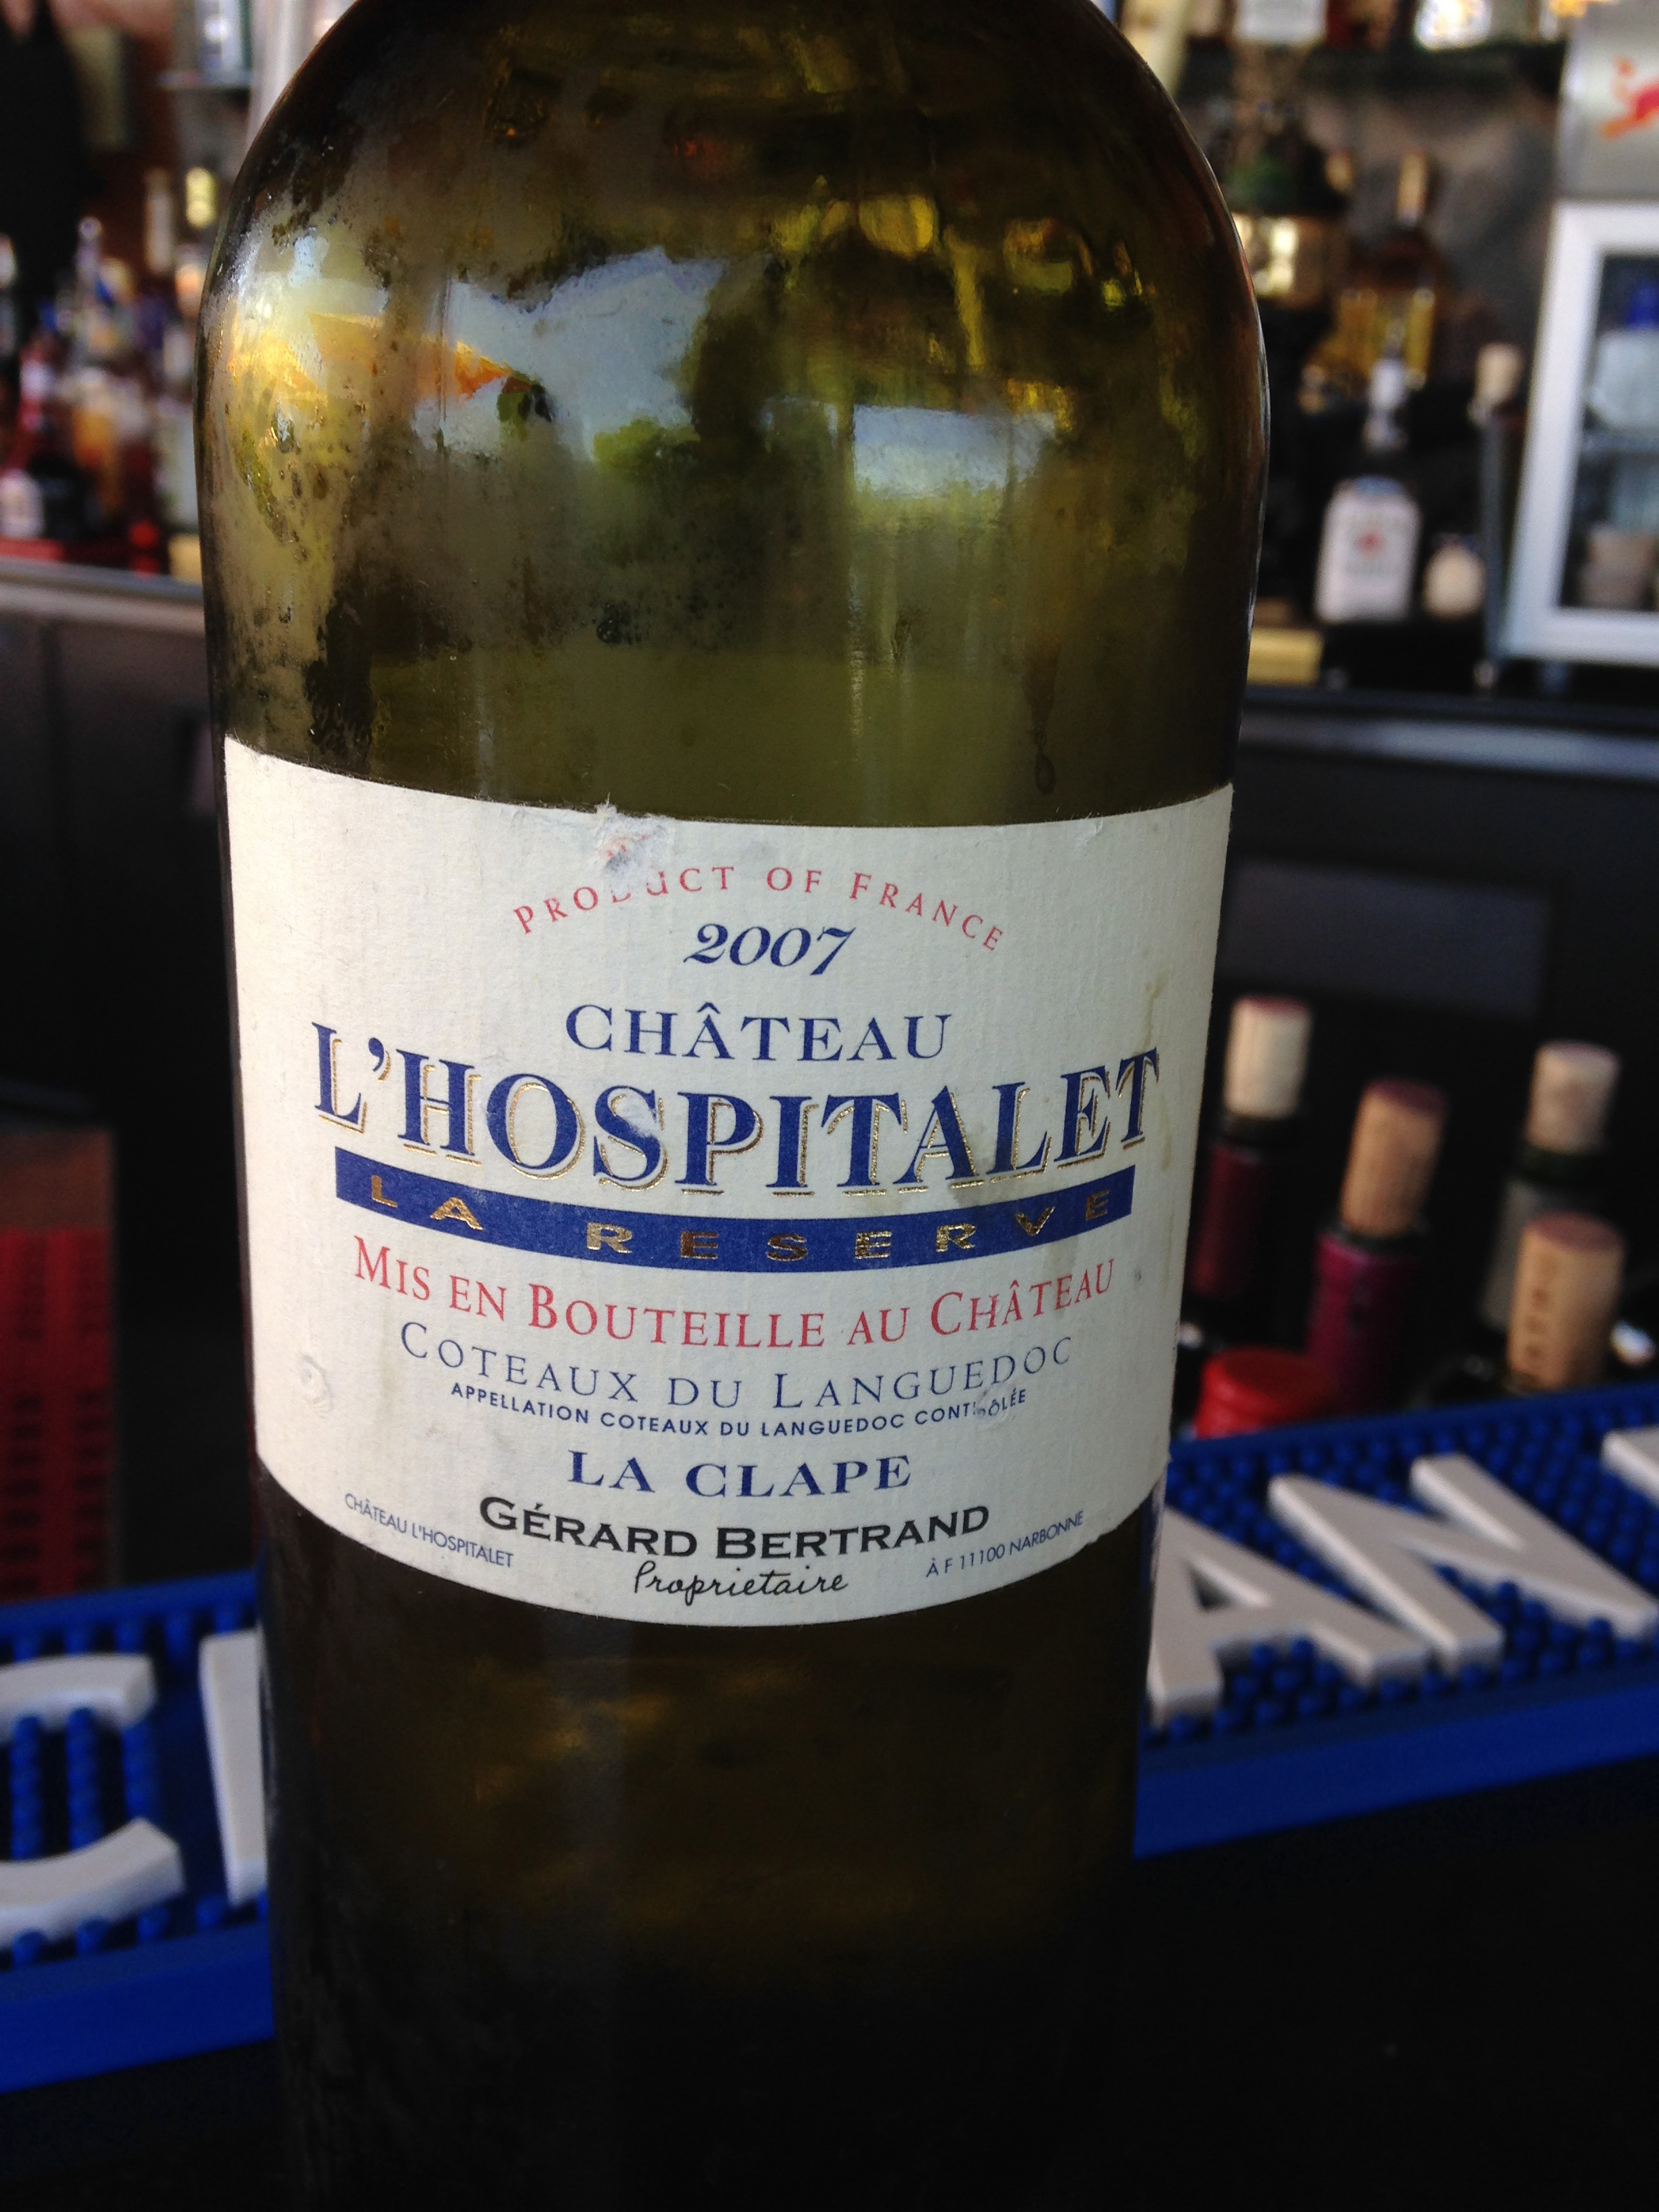 PRODUCT OF FRANCE
2007
CHÂTEAU
L'HOSPITALET
LA RESERVE
MIS EN BOUTEILLE AU CHÂTEAU
COTEAUX DU LANGUEDOC
APPELLATION COTEAUX DU LANGUEDOC CONTRÔLÉE
LA CLAPE
GÉRARD BERTRAND
Proprietaire
CHÂTEAU L'HOSPITALET
À F 11100 NARBONNE